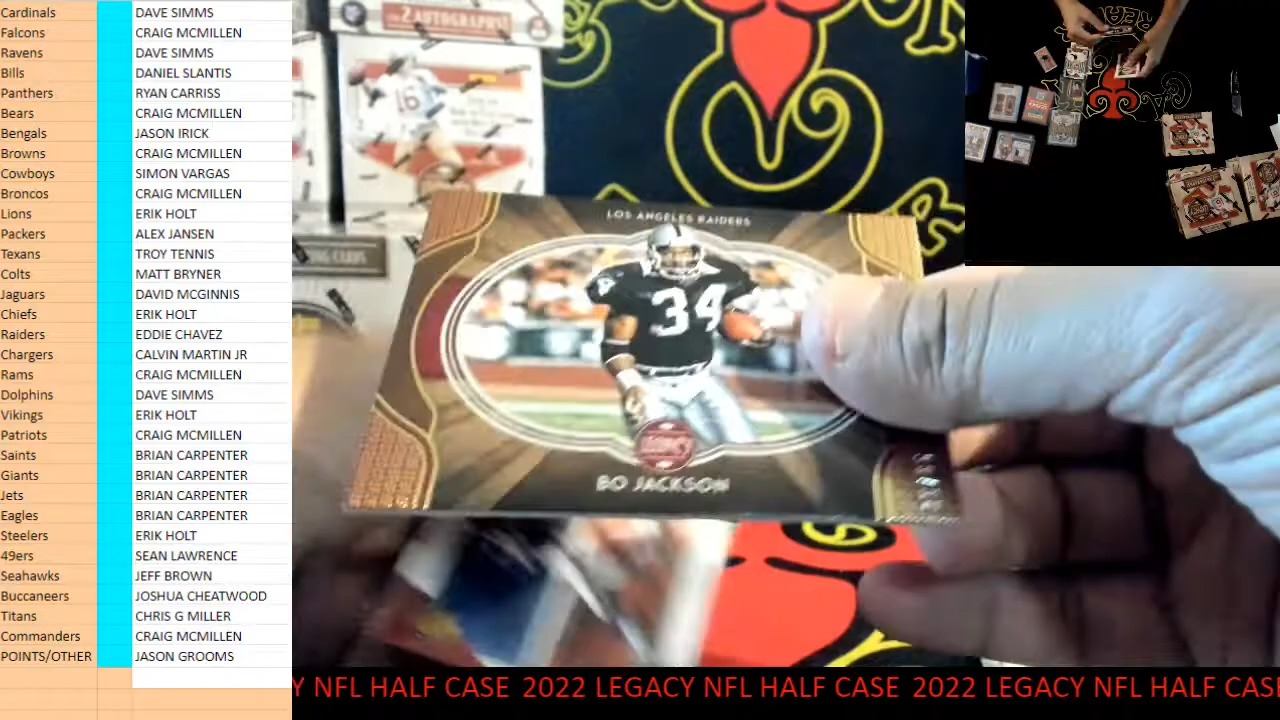 Cardinals DAVE SIMMS
Falcons CRAIG MCMILLEN
Ravens DAVE SIMMS
Bills DANIEL SLANTIS
Panthers RYAN CARRISS
Bears CRAIG MCMILLEN
Bengals JASON IRICK
Browns CRAIG MCMILLEN
Cowboys SIMON VARGAS
Broncos CRAIG MCMILLEN
Lions ERIK HOLT
Packers ALEX JANSEN
Texans TROY TENNIS
Colts MATT BRYNER
Jaguars DAVID MCGINNIS
Chiefs ERIK HOLT
Raiders EDDIE CHAVEZ
Chargers CALVIN MARTIN JR
Rams CRAIG MCMILLEN
Dolphins DAVE SIMMS
Vikings ERIK HOLT
Patriots CRAIG MCMILLEN
Saints BRIAN CARPENTER
Giants BRIAN CARPENTER
Jets BRIAN CARPENTER
Eagles BRIAN CARPENTER
Steelers ERIK HOLT
49ers SEAN LAWRENCE
Seahawks JEFF BROWN
Buccaneers JOSHUA CHEATWOOD
Titans CHRIS G MILLER
Commanders CRAIG MCMILLEN
POINTS/OTHER JASON GROOMS
2 AUTOGRAPHS!
16
LOS ANGELES RAIDERS
34
BO JACKSON
Y NFL HALF CASE 2022 LEGACY NFL HALF CASE 2022 LEGACY NFL HALF CAS